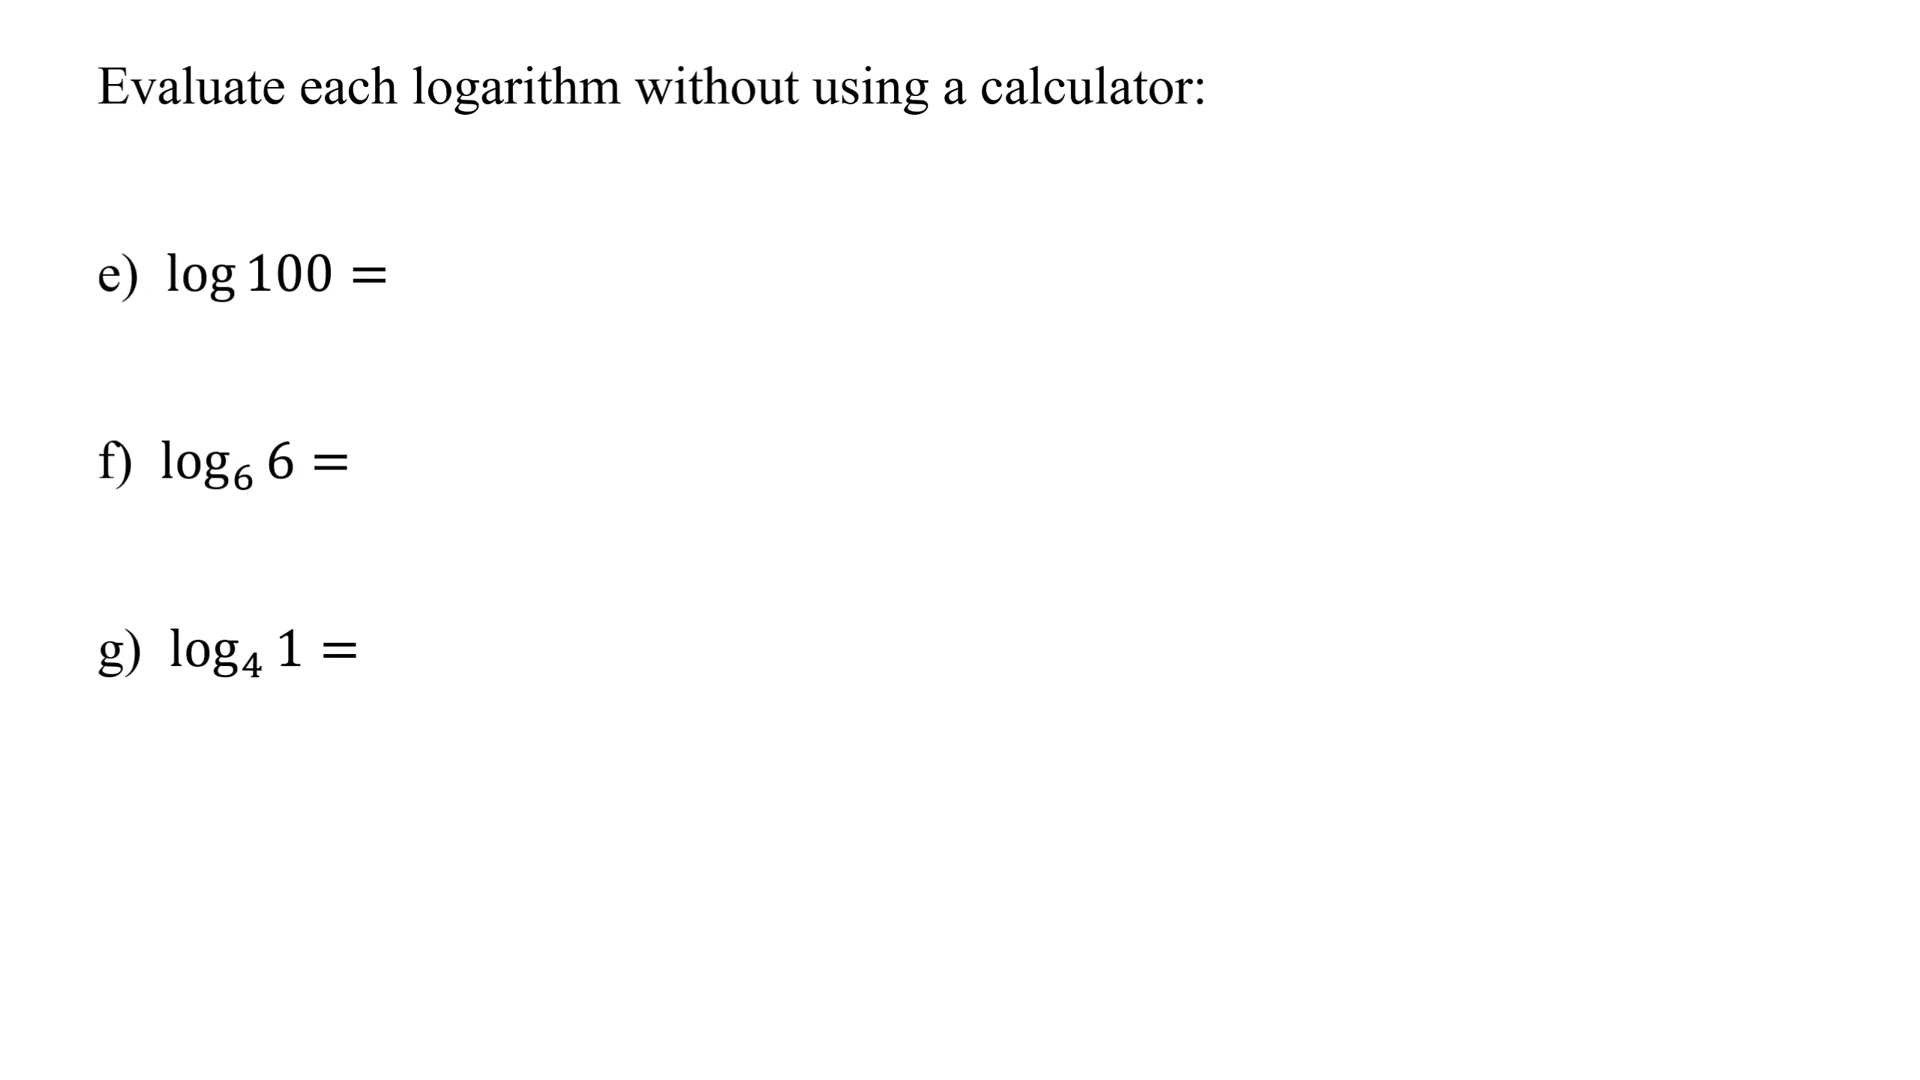 Evaluate each logarithm without using a calculator:
e) log 100 =
f) log₆ 6 =
g) log₄ 1 =